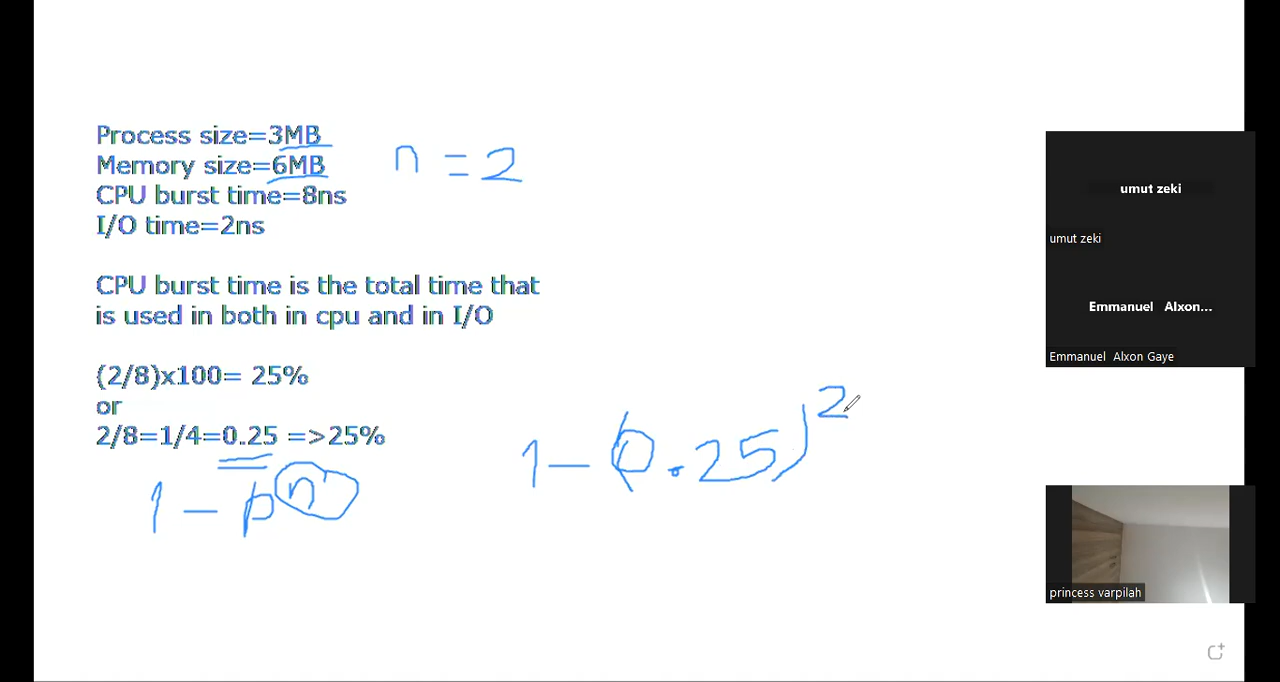 Process size=3MB
Memory size=6MB
n = 2
CPU burst time=8ns
I/O time=2ns
CPU burst time is the total time that
is used in both in cpu and in I/O
(2/8)x100= 25%
or
2/8=1/4=0.25 =>25%
1 - p^n
1 - (0.25)^2
umut zeki
umut zeki
Emmanuel Alxon...
Emmanuel Alxon Gaye
princess varpilah